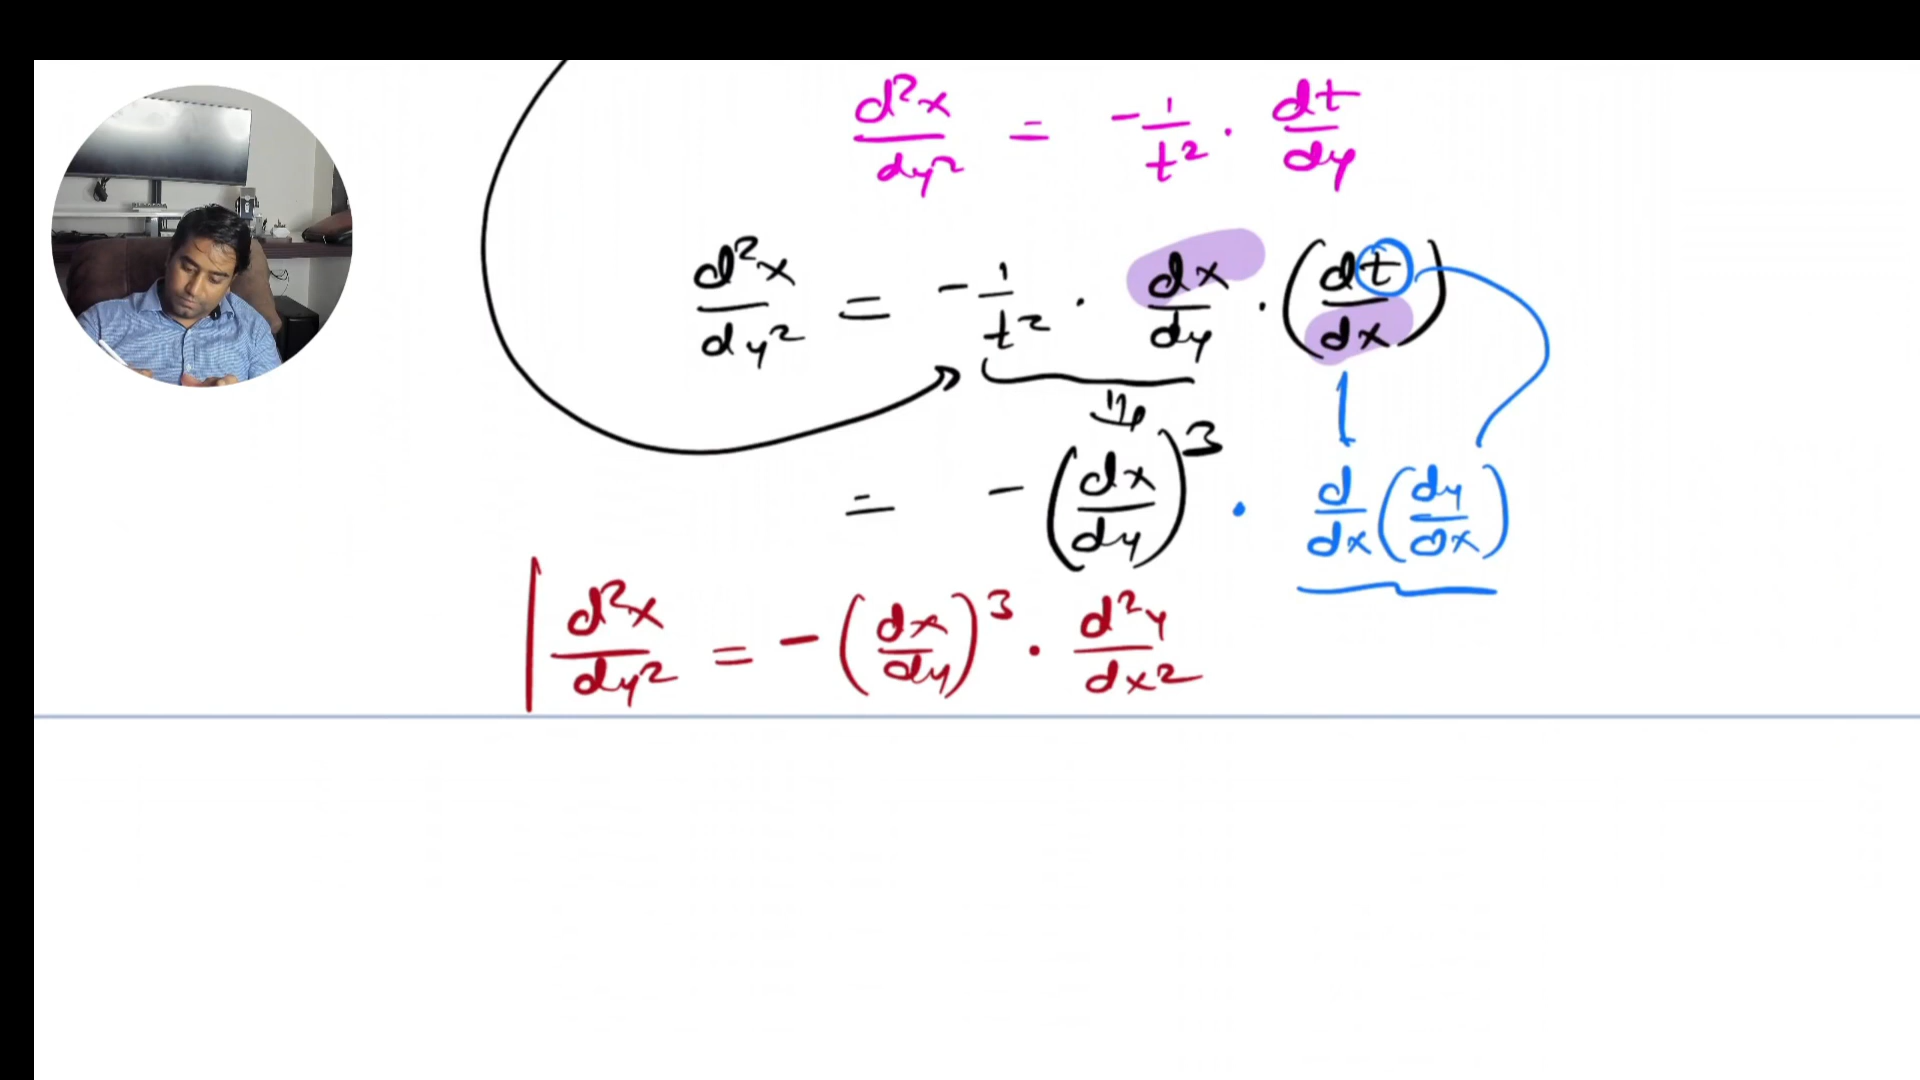 d²x/dy² = -1/t² · dt/dy
d²x/dy² = -1/t² · dx/dy · (dt/dx)
= -(dx/dy)³ · d/dx(dy/dx)
d²x/dy² = -(dx/dy)³ · d²y/dx²